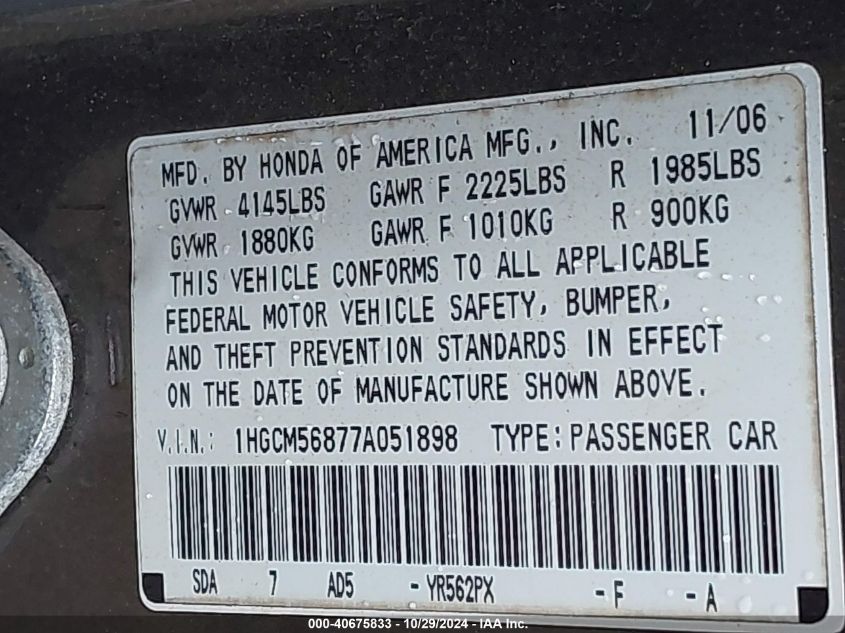 MFD. BY HONDA OF AMERICA MFG., INC. 11/06
GVWR 4145LBS GAWR F 2225LBS R 1985LBS
GVWR 1880KG GAWR F 1010KG R 900KG
THIS VEHICLE CONFORMS TO ALL APPLICABLE
FEDERAL MOTOR VEHICLE SAFETY, BUMPER,
AND THEFT PREVENTION STANDARDS IN EFFECT
ON THE DATE OF MANUFACTURE SHOWN ABOVE.
V.I.N.: 1HGCM56877A051898 TYPE: PASSENGER CAR
SDA 7 AD5 - YR562PX - F - A
000-40675833 - 10/29/2024 - IAA Inc.